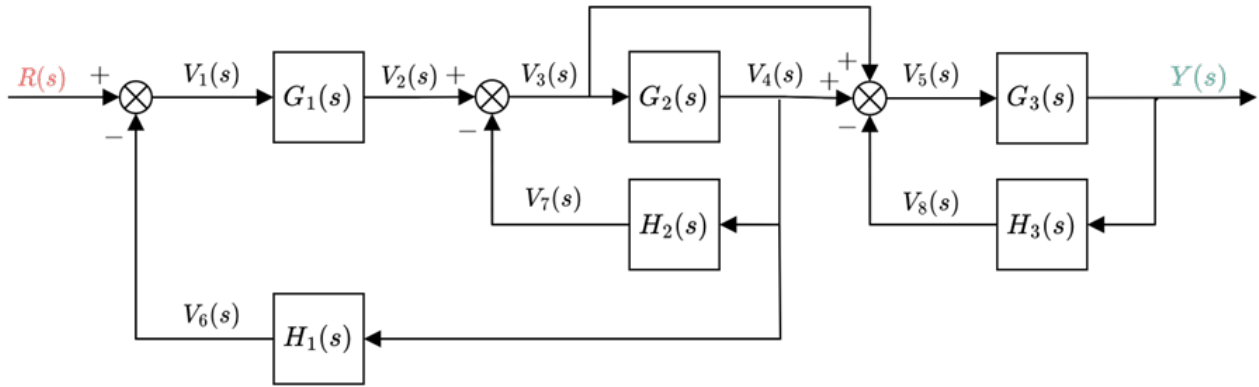 R(s) + V₁(s) G₁(s) V₂(s) + V₃(s) G₂(s) V₄(s) + + V₅(s) G₃(s) Y(s)
− − −
V₇(s) H₂(s) V₈(s) H₃(s)
V₆(s) H₁(s)